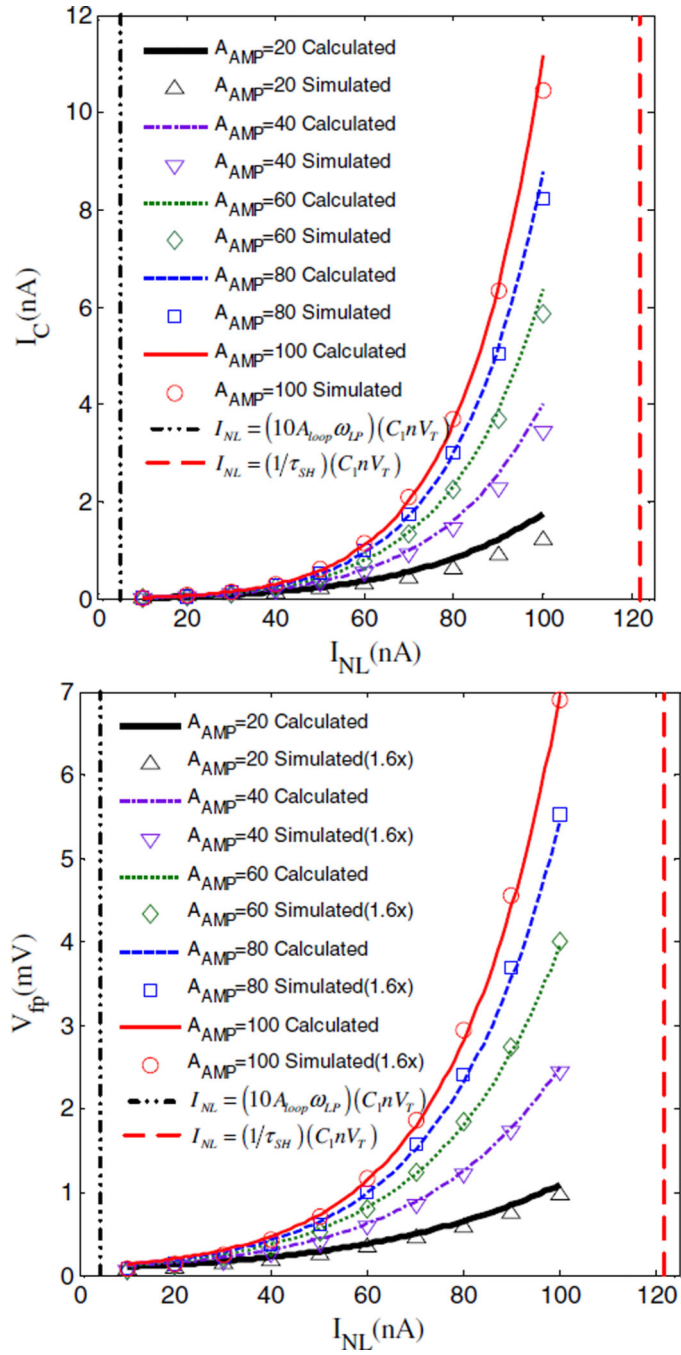 12
10
8
6
4
2
0
I_C(nA)
A_AMP=20 Calculated
A_AMP=20 Simulated
A_AMP=40 Calculated
A_AMP=40 Simulated
A_AMP=60 Calculated
A_AMP=60 Simulated
A_AMP=80 Calculated
A_AMP=80 Simulated
A_AMP=100 Calculated
A_AMP=100 Simulated
I_NL = (10A_loop ω_LP)(C_1nV_T)
I_NL = (1/τ_SH)(C_1nV_T)
0 20 40 60 80 100 120
I_NL(nA)
7
6
5
4
3
2
1
0
V_fp(mV)
A_AMP=20 Calculated
A_AMP=20 Simulated(1.6x)
A_AMP=40 Calculated
A_AMP=40 Simulated(1.6x)
A_AMP=60 Calculated
A_AMP=60 Simulated(1.6x)
A_AMP=80 Calculated
A_AMP=80 Simulated(1.6x)
A_AMP=100 Calculated
A_AMP=100 Simulated(1.6x)
I_NL = (10A_loop ω_LP)(C_1nV_T)
I_NL = (1/τ_SH)(C_1nV_T)
0 20 40 60 80 100 120
I_NL(nA)